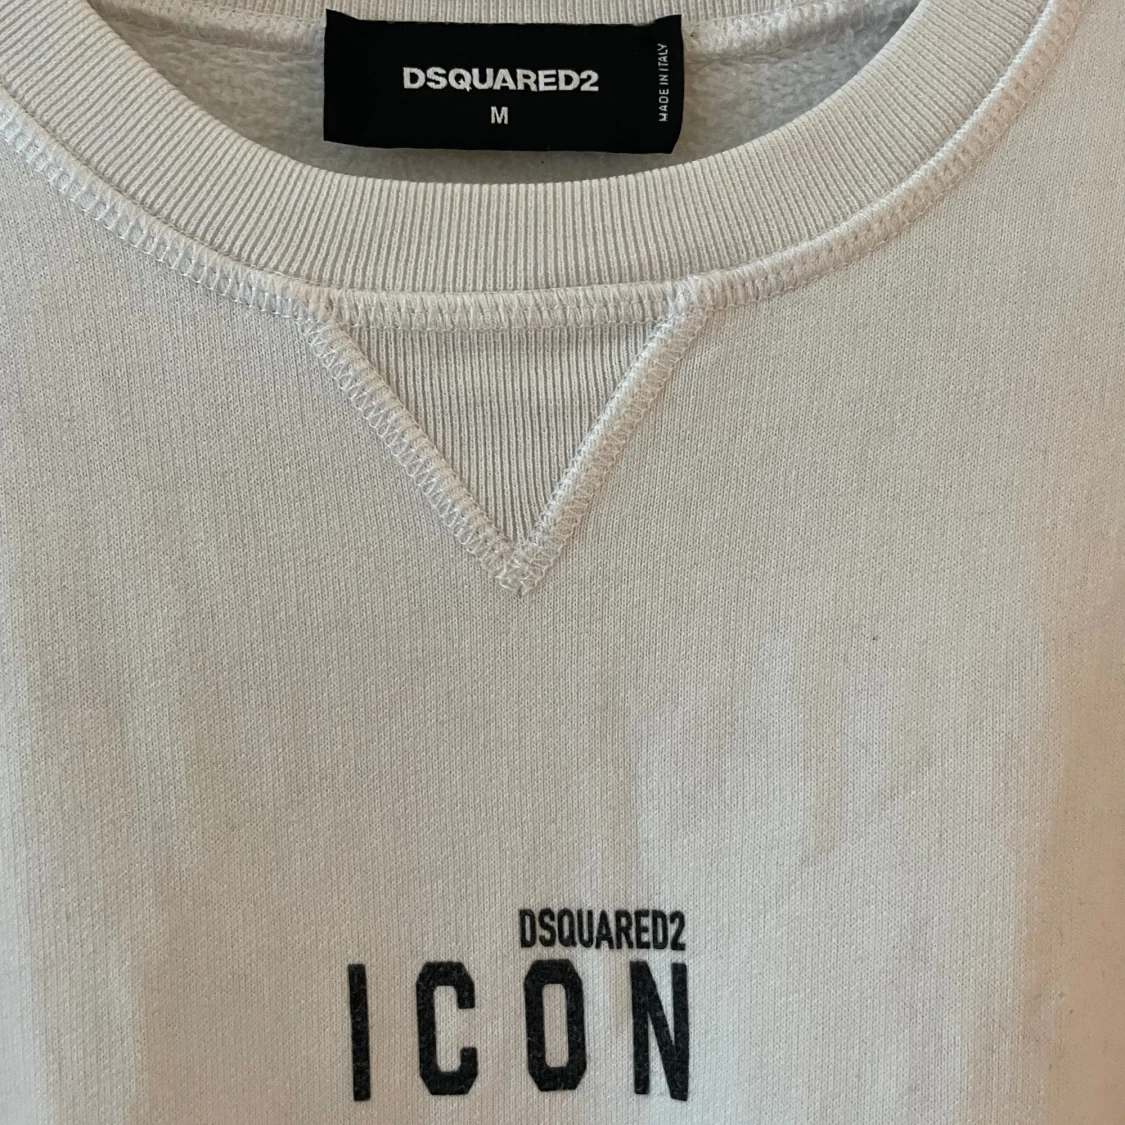 DSQUARED2
M
MADE IN ITALY
DSQUARED2
ICON